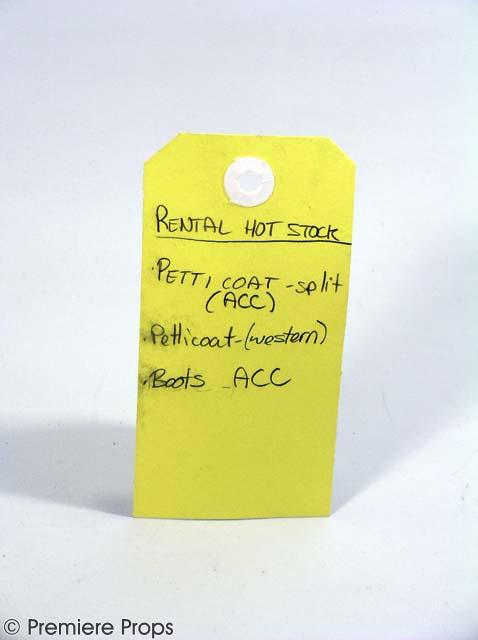 RENTAL HOT STOCK
·PETTICOAT -split
(ACC)
·Petticoat-(western)
·Boots - ACC
© Premiere Props